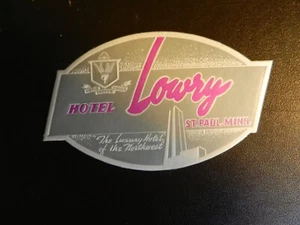 HOTEL
Lowry
ST. PAUL, MINN.
The Luxury Hotel
of the Northwest